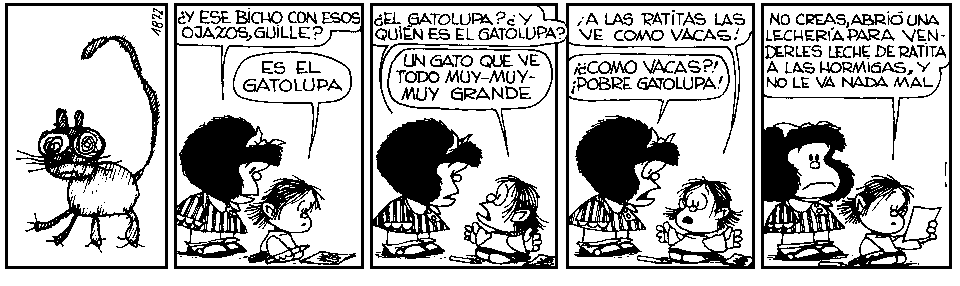 1872
¿Y ESE BICHO CON ESOS
OJAZOS, GUILLE?
ES EL
GATOLUPA
¿EL GATOLUPA? ¿Y
QUIÉN ES EL GATOLUPA?
UN GATO QUE VE
TODO MUY-MUY-
MUY GRANDE
¡A LAS RATITAS LAS
VE COMO VACAS!
¡¿COMO VACAS?!
¡POBRE GATOLUPA!
NO CREAS, ABRIÓ UNA
LECHERÍA PARA VEN-
DERLES LECHE DE RATITA
A LAS HORMIGAS, Y
NO LE VA NADA MAL